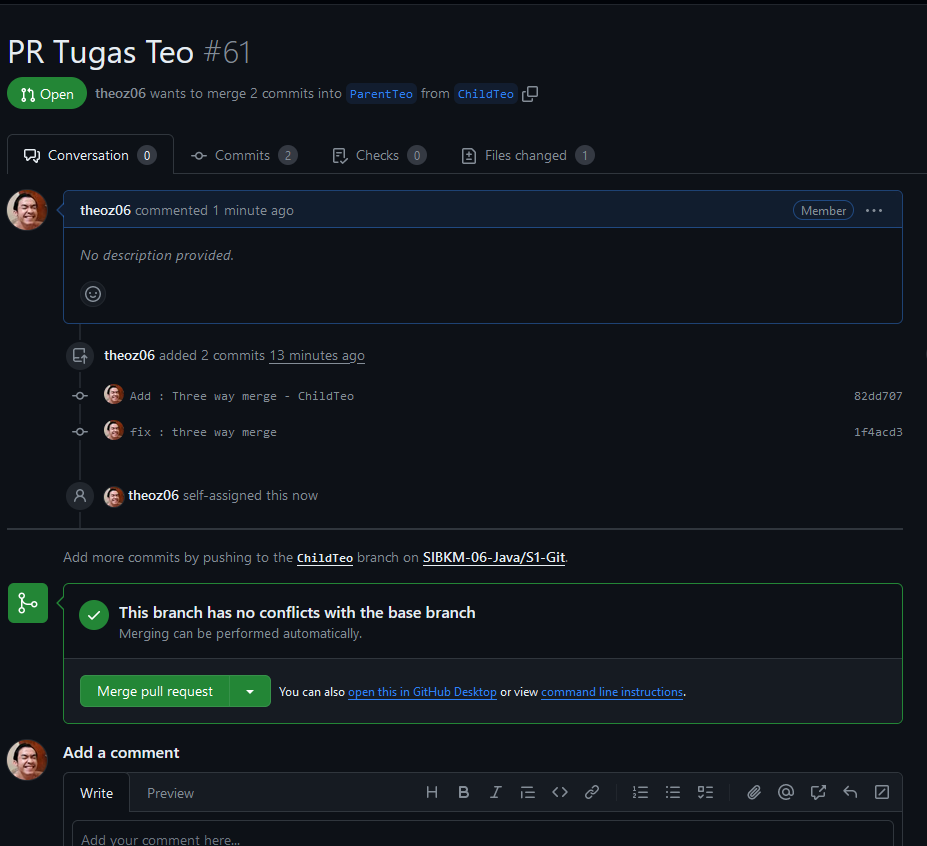 PR Tugas Teo #61
Open theoz06 wants to merge 2 commits into ParentTeo from ChildTeo
Conversation 0 Commits 2 Checks 0 Files changed 1
theoz06 commented 1 minute ago Member
No description provided.
theoz06 added 2 commits 13 minutes ago
Add : Three way merge - ChildTeo 82dd707
fix : three way merge 1f4acd3
theoz06 self-assigned this now
Add more commits by pushing to the ChildTeo branch on SIBKM-06-Java/S1-Git.
This branch has no conflicts with the base branch
Merging can be performed automatically.
Merge pull request You can also open this in GitHub Desktop or view command line instructions.
Add a comment
Write Preview
Add your comment here...